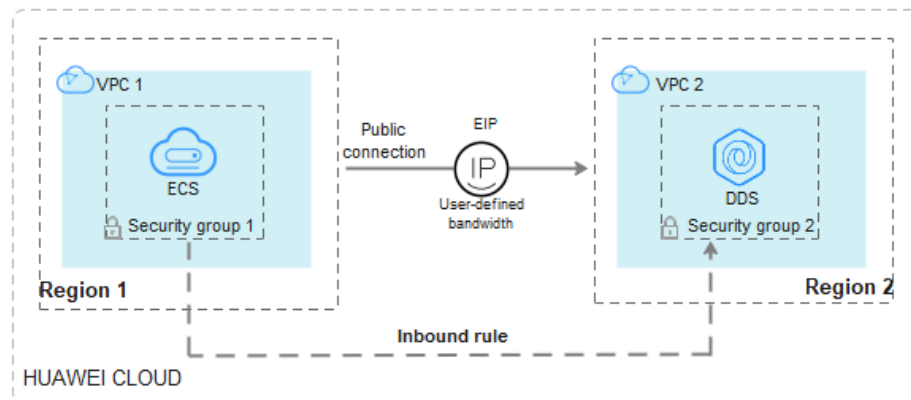 VPC 1
ECS
Security group 1
Region 1
Public
connection
EIP
IP
User-defined
bandwidth
VPC 2
DDS
Security group 2
Region 2
Inbound rule
HUAWEI CLOUD